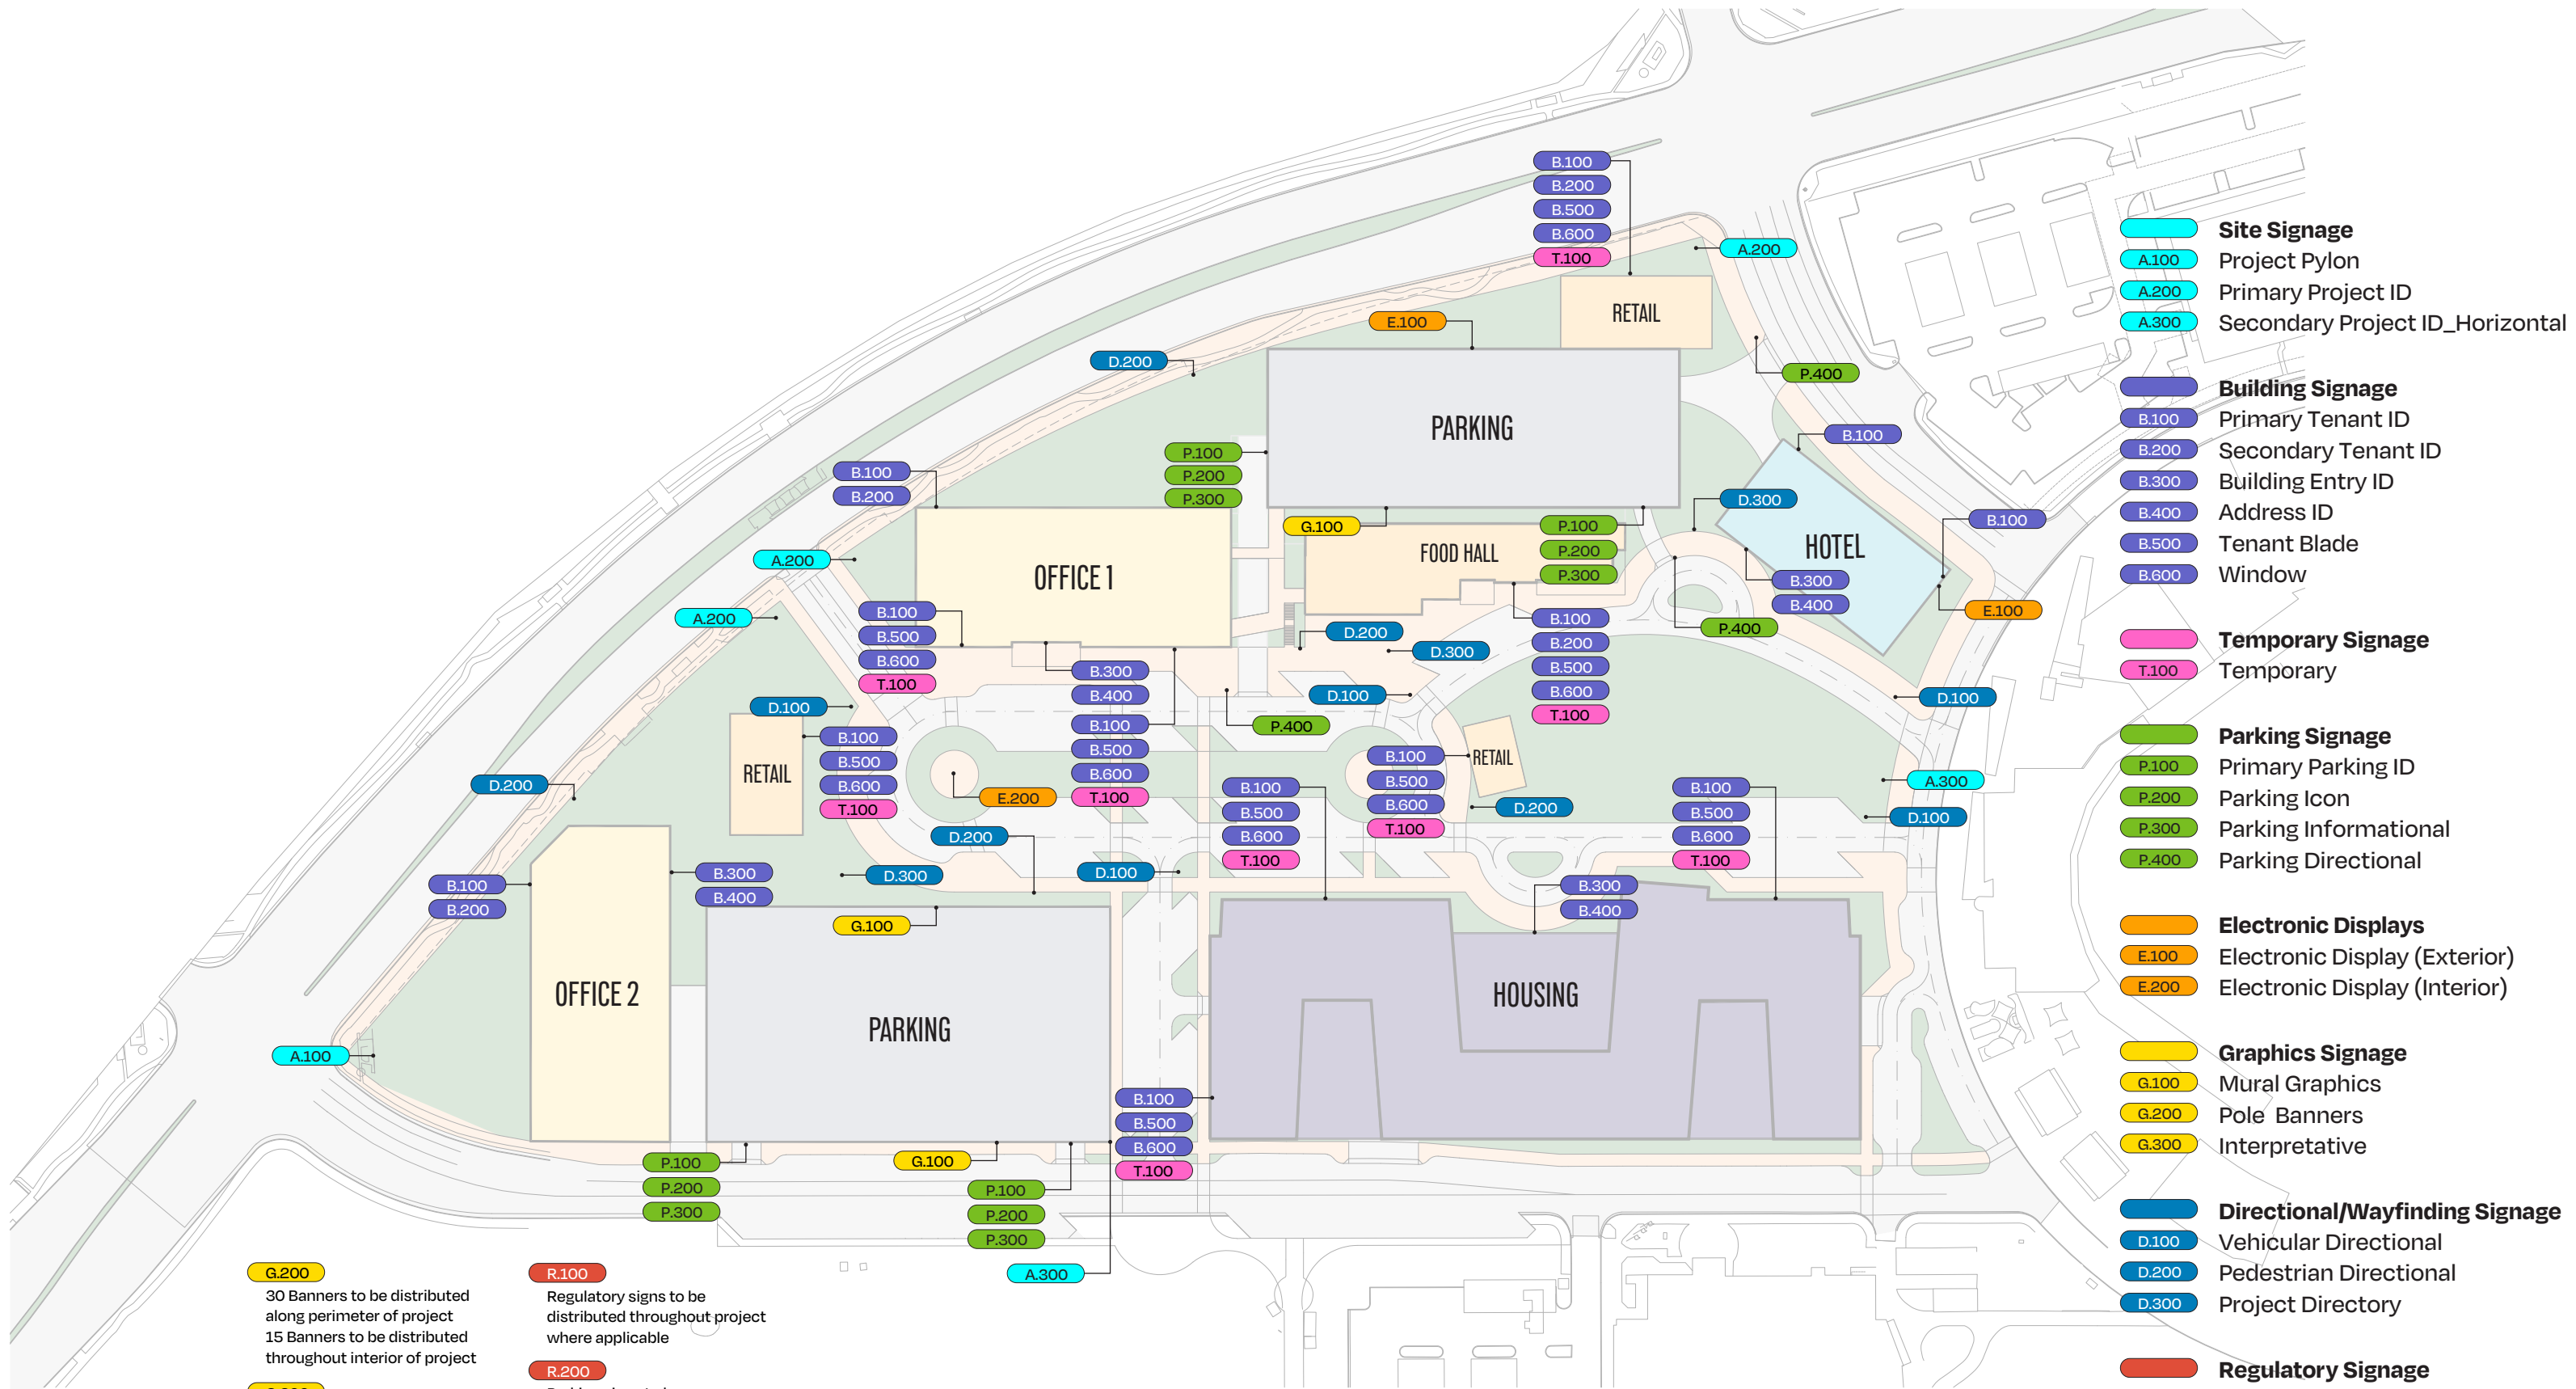 B.100
B.200
B.500
B.600
T.100
A.200
RETAIL
E.100
D.200
P.400
PARKING
B.100
P.100
P.200
P.300
B.100
B.200
D.300
G.100
P.100
P.200
P.300
FOOD HALL
HOTEL
B.100
A.200
OFFICE 1
B.300
B.400
E.100
A.200
B.100
B.500
B.600
T.100
D.200
D.300
B.100
B.200
B.500
B.600
T.100
P.400
B.300
B.400
D.100
D.100
D.100
B.100
B.500
B.600
T.100
P.400
B.100
B.500
B.600
T.100
RETAIL
B.100
B.500
B.600
T.100
RETAIL
D.200
E.200
D.200
B.100
B.500
B.600
T.100
D.200
B.100
B.500
B.600
T.100
A.300
D.100
B.100
B.200
B.300
B.400
D.300
D.100
B.300
B.400
G.100
OFFICE 2
PARKING
HOUSING
A.100
B.100
B.500
B.600
T.100
P.100
P.200
P.300
G.100
P.100
P.200
P.300
A.300
G.200
30 Banners to be distributed
along perimeter of project
15 Banners to be distributed
throughout interior of project
R.100
Regulatory signs to be
distributed throughout project
where applicable
R.200
Site Signage
A.100 Project Pylon
A.200 Primary Project ID
A.300 Secondary Project ID_Horizontal
Building Signage
B.100 Primary Tenant ID
B.200 Secondary Tenant ID
B.300 Building Entry ID
B.400 Address ID
B.500 Tenant Blade
B.600 Window
Temporary Signage
T.100 Temporary
Parking Signage
P.100 Primary Parking ID
P.200 Parking Icon
P.300 Parking Informational
P.400 Parking Directional
Electronic Displays
E.100 Electronic Display (Exterior)
E.200 Electronic Display (Interior)
Graphics Signage
G.100 Mural Graphics
G.200 Pole Banners
G.300 Interpretative
Directional/Wayfinding Signage
D.100 Vehicular Directional
D.200 Pedestrian Directional
D.300 Project Directory
Regulatory Signage